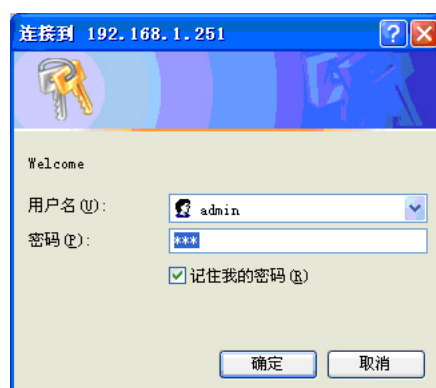 连接到 192.168.1.251
Welcome
用户名(U):
admin
密码(P):
***
记住我的密码(R)
确定
取消